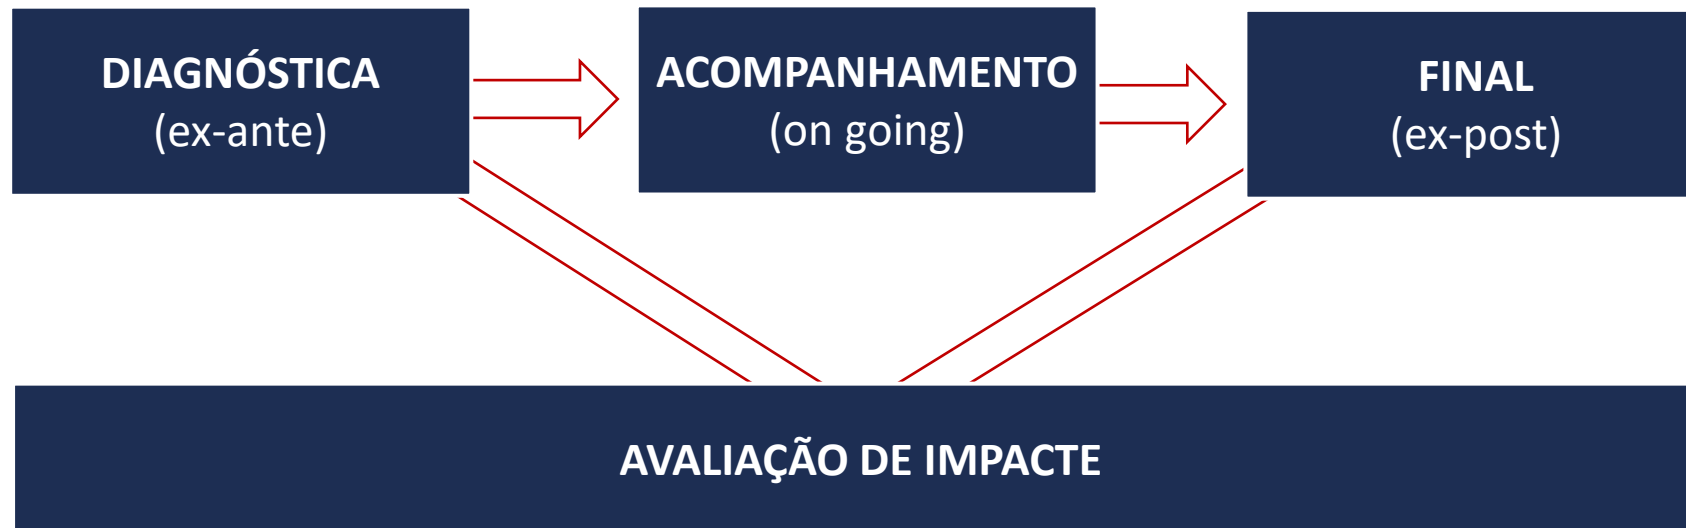 DIAGNÓSTICA
(ex-ante)
ACOMPANHAMENTO
(on going)
FINAL
(ex-post)
AVALIAÇÃO DE IMPACTE